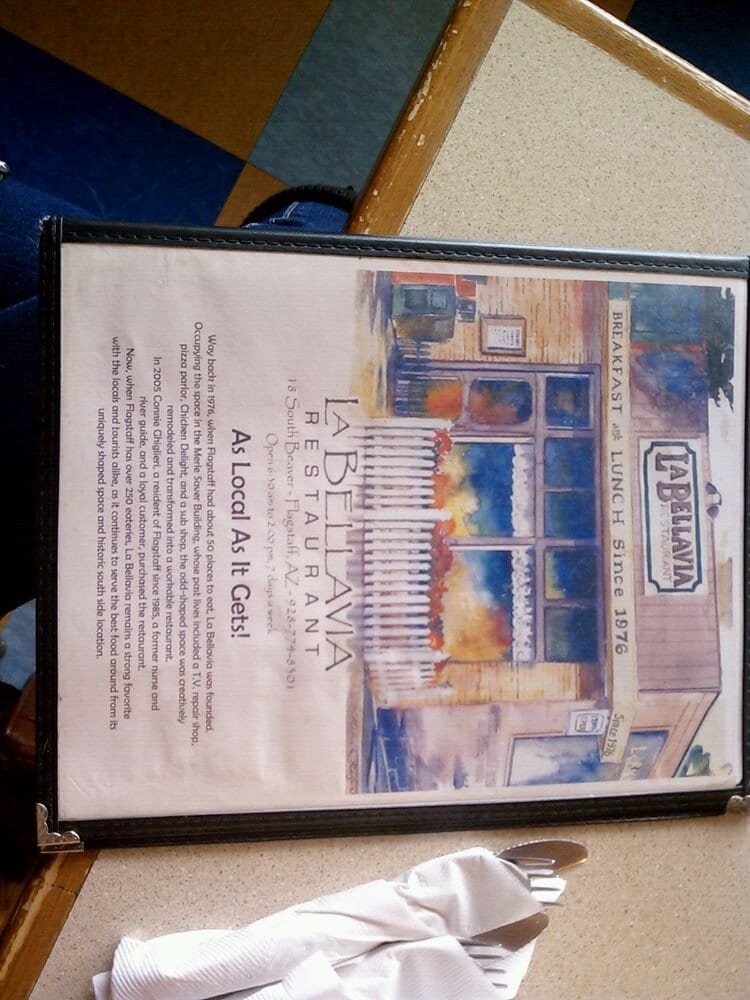 LA BELLAVIA
RESTAURANT
BREAKFAST and LUNCH Since 1976
Since 1976
LA BELLAVIA
RESTAURANT
18 South Beaver - Flagstaff, AZ - 928-774-8301
Open 6:30 am to 2:00 pm, 7 days a week
As Local As It Gets!
Way back in 1976, when Flagstaff had about 50 places to eat, La Bellavia was founded.
Occupying the space in the Merle Saver Building, whose past lives included a T.V. repair shop,
pizza parlor, Chicken Delight, and a sub shop, the odd-shaped space was creatively
remodeled and transformed into a workable restaurant.
In 2005 Connie Ghiglieri, a resident of Flagstaff since 1985, a former nurse and
river guide, and a loyal customer, purchased the restaurant.
Now, when Flagstaff has over 250 eateries, La Bellavia remains a strong favorite
with the locals and tourists alike, as it continues to serve the best food around from its
uniquely shaped space and historic south side location.